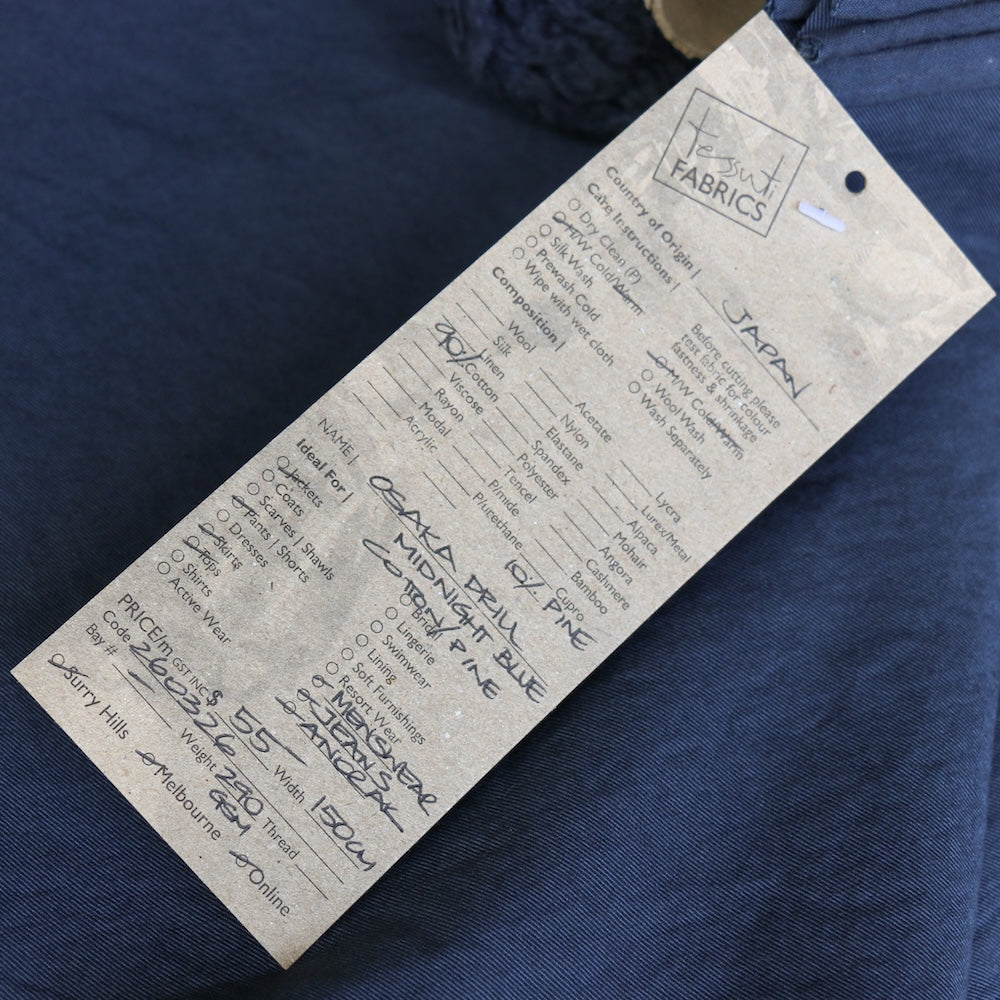 tessuti
FABRICS
Country of Origin | JAPAN
Care Instructions |
Dry Clean (P)
H/W Cold/Warm
Silk Wash
Prewash Cold
Wipe with wet cloth
Before cutting please
test fabric for colour
fastness & shrinkage
M/W Cold/Warm
Wool Wash
Wash Separately
Composition |
Wool
Silk
Linen
90% Cotton
Viscose
Rayon
Modal
Acrylic
Acetate
Nylon
Elastane
Spandex
Polyester
Tencel
P/mide
P/urethane
Lycra
Lurex/Metal
Mohair
Alpaca
Angora
Cashmere
Bamboo
Cupro
10% PINE
NAME | OSAKA DRILL
MIDNIGHT BLUE
COTTON/PINE
Ideal For |
Jackets
Coats
Scarves | Shawls
Pants | Shorts
Dresses
Skirts
Tops
Shirts
Active Wear
Bridal
Lingerie
Swimwear
Lining
Soft Furnishings
Resort Wear
MENSWEAR
JEANS
ANORAK
PRICE/m GST INC $ 55 Width 150cm
Code 260326 Weight 290 GSM Thread
Bay #
Surry Hills Melbourne Online